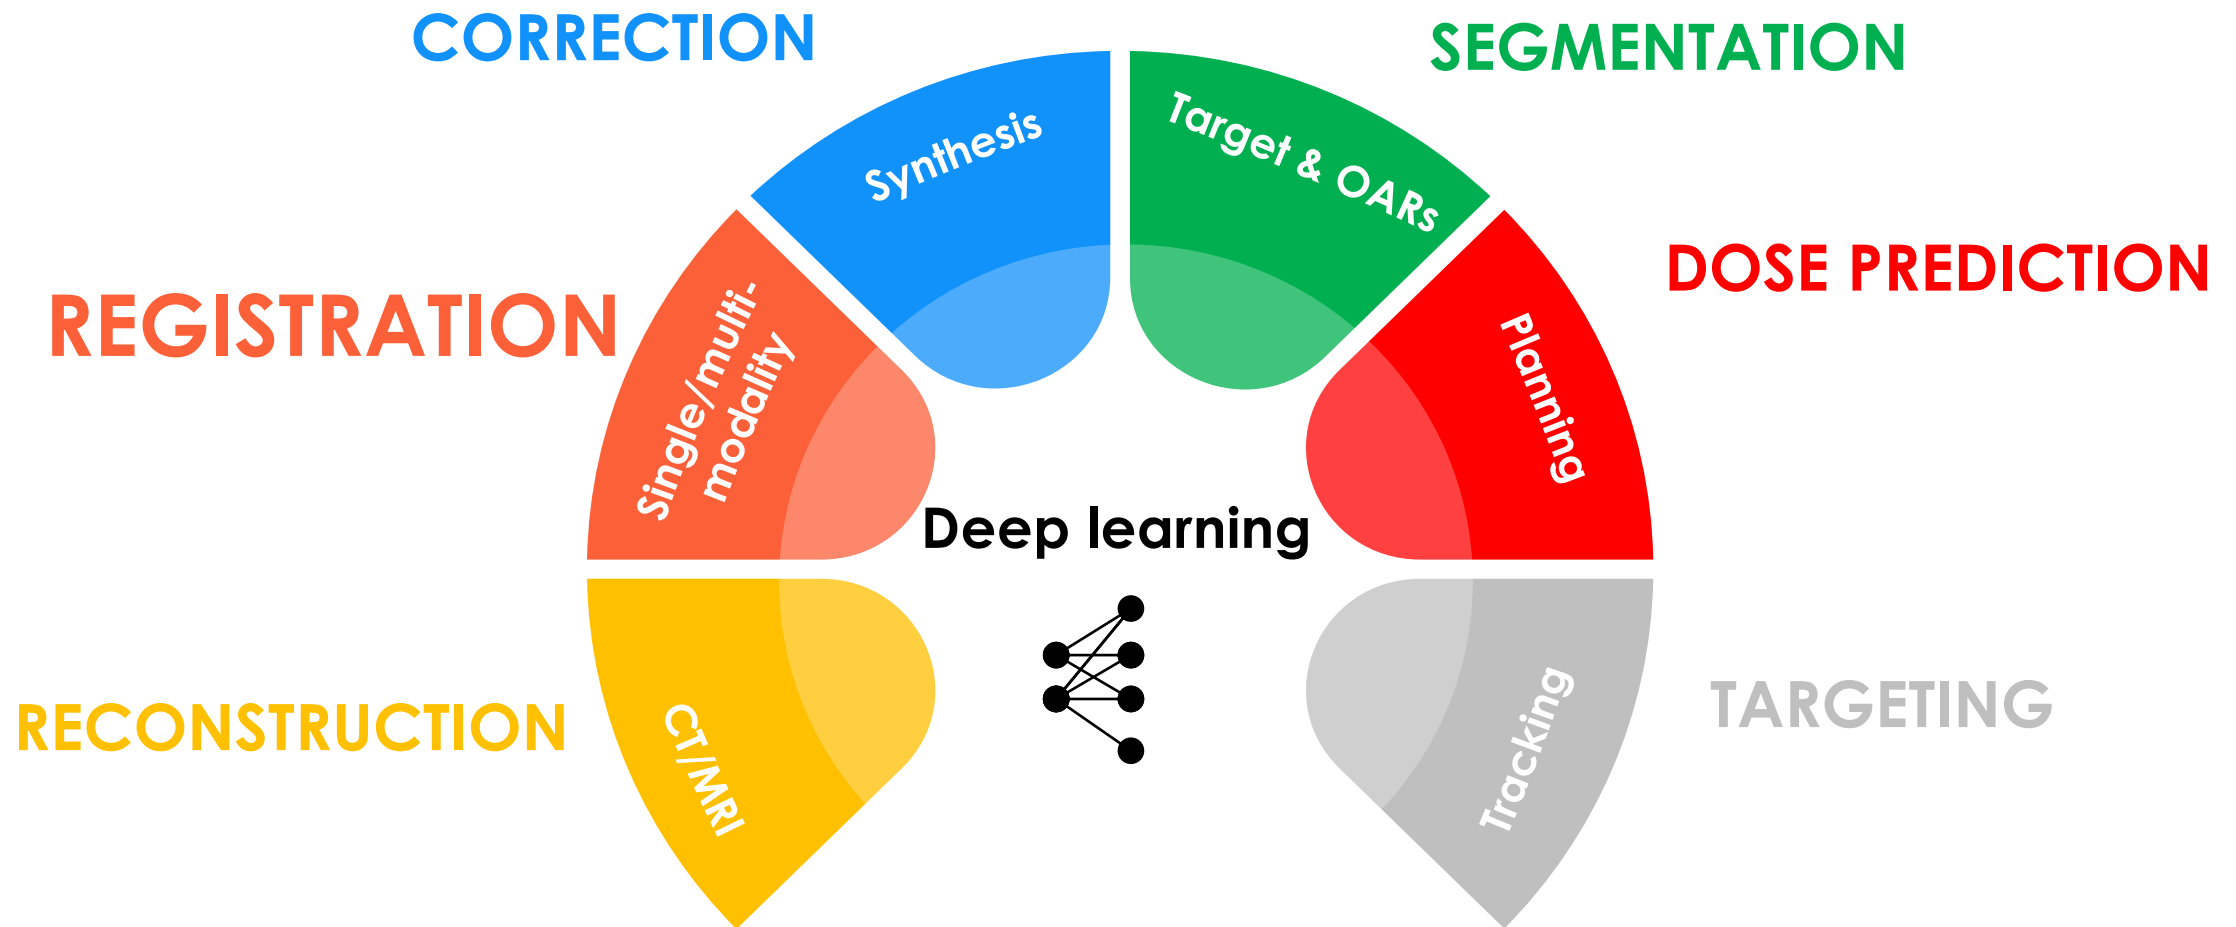 CORRECTION
SEGMENTATION
Synthesis
Target & OARs
DOSE PREDICTION
REGISTRATION
Single/multi-
modality
Planning
Deep learning
RECONSTRUCTION
CT/MRI
Tracking
TARGETING